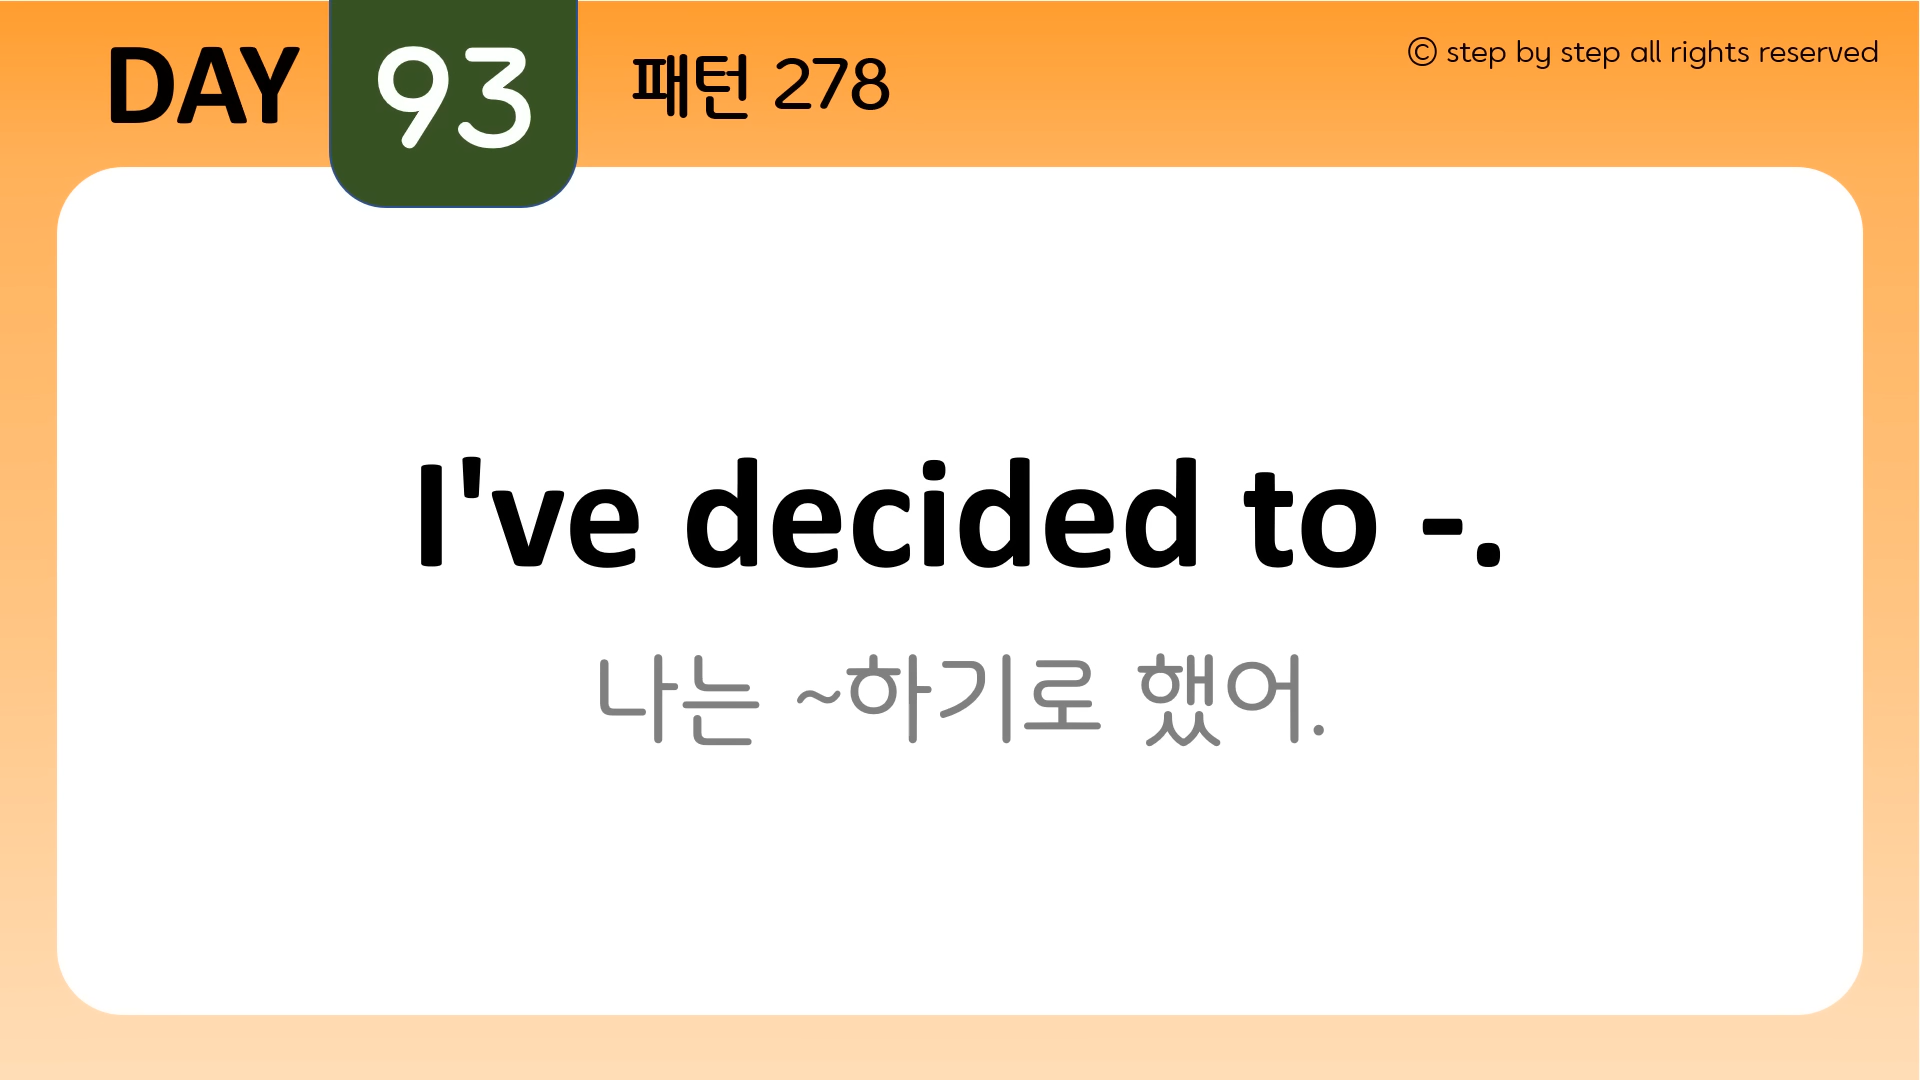 DAY 93 패턴 278
© step by step all rights reserved
I've decided to -.
나는 ~하기로 했어.